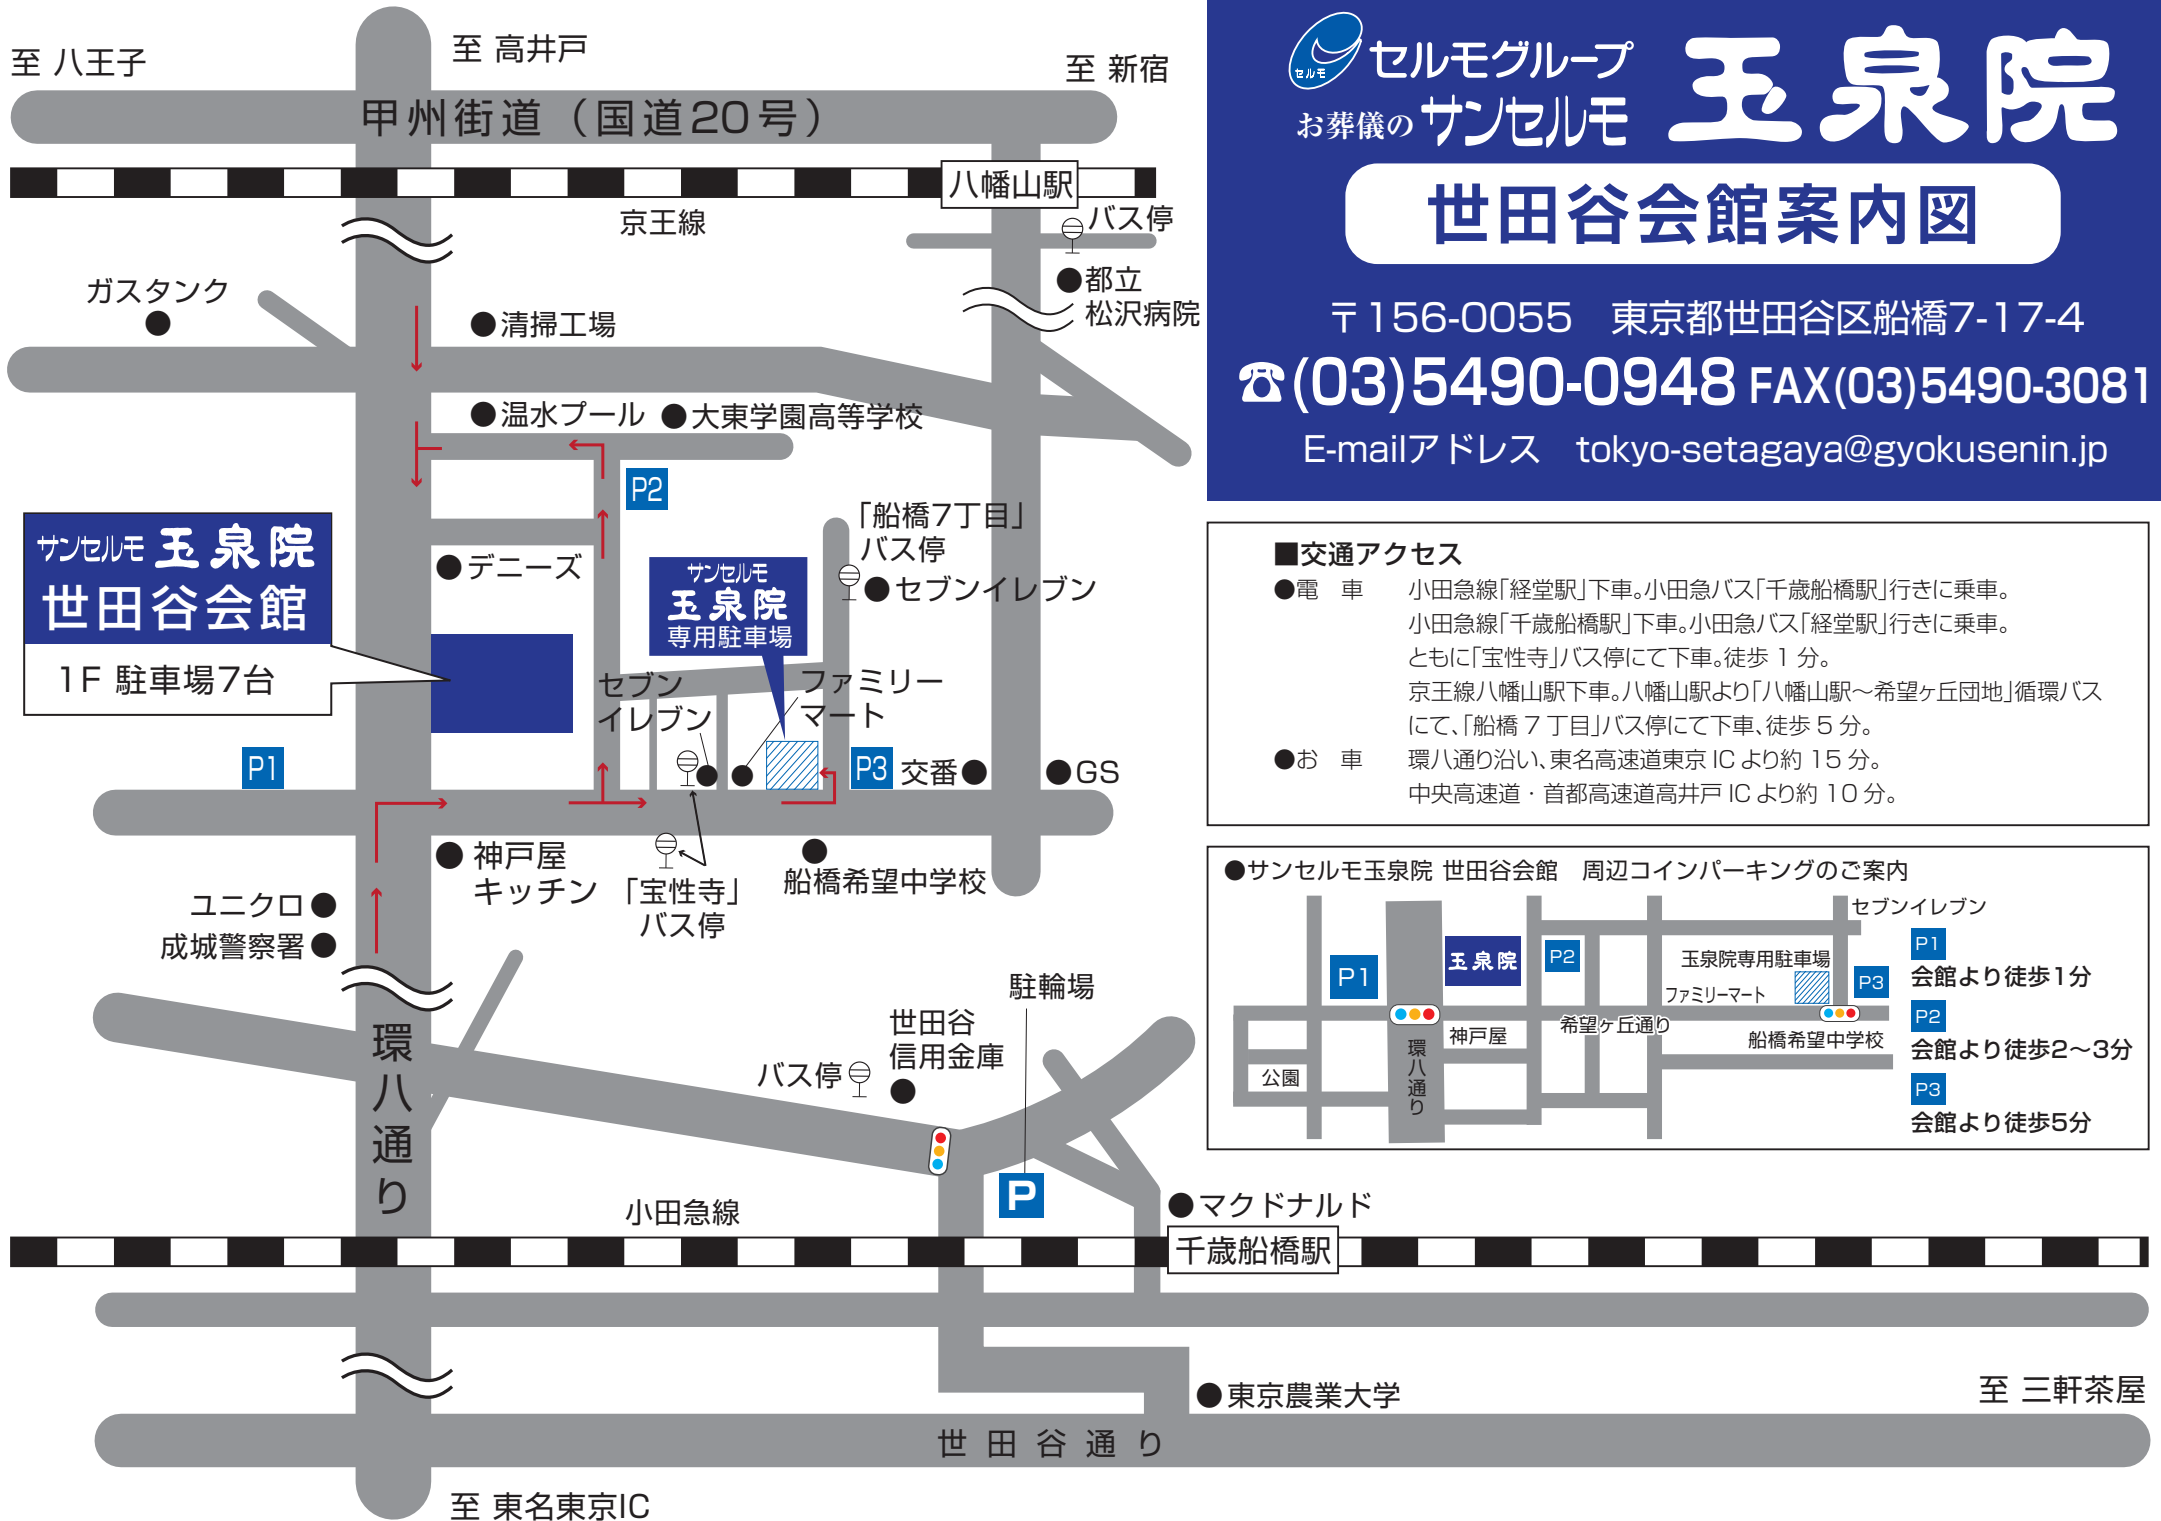 至 八王子
至 高井戸
至 新宿
甲州街道（国道20号）
八幡山駅
京王線
バス停
●都立
松沢病院
ガスタンク
●清掃工場
●温水プール
●大東学園高等学校
P2
「船橋7丁目」
バス停
●セブンイレブン
サンセルモ 玉泉院
世田谷会館
1F 駐車場7台
●デニーズ
サンセルモ
玉泉院
専用駐車場
セブン
イレブン
ファミリー
マート
P1
P3
交番●
●GS
●神戸屋
キッチン
「宝性寺」
バス停
船橋希望中学校
ユニクロ●
成城警察署●
環八通り
駐輪場
世田谷
信用金庫
バス停
P
小田急線
●マクドナルド
千歳船橋駅
●東京農業大学
至 三軒茶屋
世田谷通り
至 東名東京IC
セルモ
セルモグループ
お葬儀のサンセルモ
玉泉院
世田谷会館案内図
〒156-0055　東京都世田谷区船橋7-17-4
☎(03)5490-0948 FAX(03)5490-3081
E-mailアドレス　tokyo-setagaya@gyokusenin.jp
■交通アクセス
●電　車　小田急線「経堂駅」下車。小田急バス「千歳船橋駅」行きに乗車。
小田急線「千歳船橋駅」下車。小田急バス「経堂駅」行きに乗車。
ともに「宝性寺」バス停にて下車。徒歩 1 分。
京王線八幡山駅下車。八幡山駅より「八幡山駅～希望ヶ丘団地」循環バス
にて、「船橋 7 丁目」バス停にて下車、徒歩 5 分。
●お　車　環八通り沿い、東名高速道東京 IC より約 15 分。
中央高速道・首都高速道高井戸 IC より約 10 分。
●サンセルモ玉泉院 世田谷会館　周辺コインパーキングのご案内
セブンイレブン
P1
玉泉院
P2
玉泉院専用駐車場
P3
ファミリーマート
神戸屋
希望ヶ丘通り
船橋希望中学校
環八通り
公園
P1
会館より徒歩1分
P2
会館より徒歩2～3分
P3
会館より徒歩5分